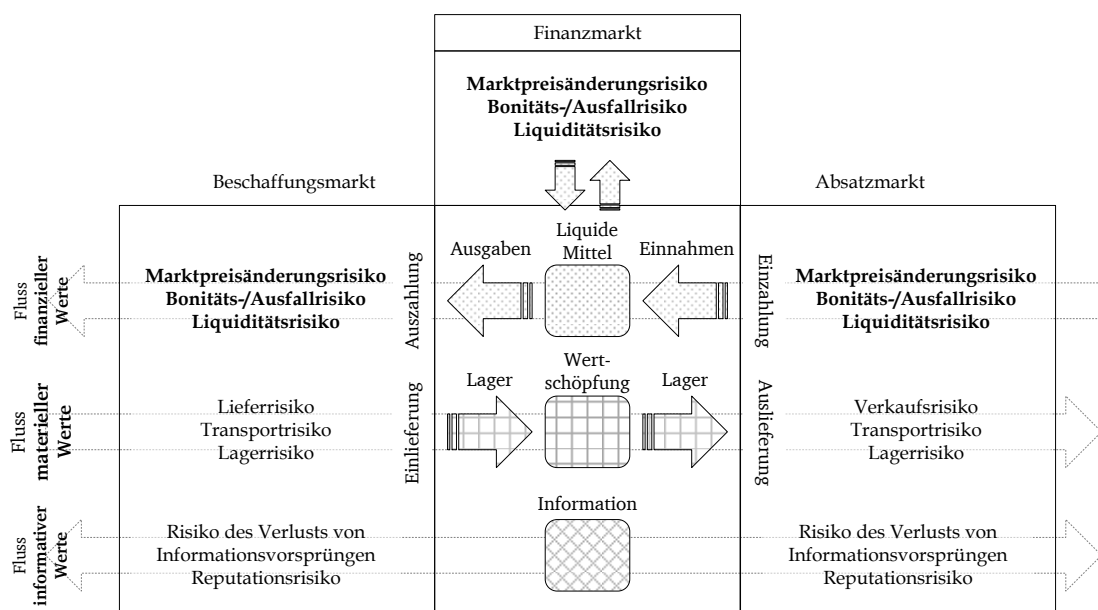 Finanzmarkt
Marktpreisänderungsrisiko
Bonitäts-/Ausfallrisiko
Liquiditätsrisiko
Beschaffungsmarkt
Absatzmarkt
Fluss
finanzieller
Werte
Marktpreisänderungsrisiko
Bonitäts-/Ausfallrisiko
Liquiditätsrisiko
Auszahlung
Ausgaben
Liquide
Mittel
Einnahmen
Einzahlung
Marktpreisänderungsrisiko
Bonitäts-/Ausfallrisiko
Liquiditätsrisiko
Fluss
materieller
Werte
Lieferrisiko
Transportrisiko
Lagerrisiko
Einlieferung
Lager
Wert-
schöpfung
Lager
Auslieferung
Verkaufsrisiko
Transportrisiko
Lagerrisiko
Fluss
informativer
Werte
Risiko des Verlusts von
Informationsvorsprüngen
Reputationsrisiko
Information
Risiko des Verlusts von
Informationsvorsprüngen
Reputationsrisiko